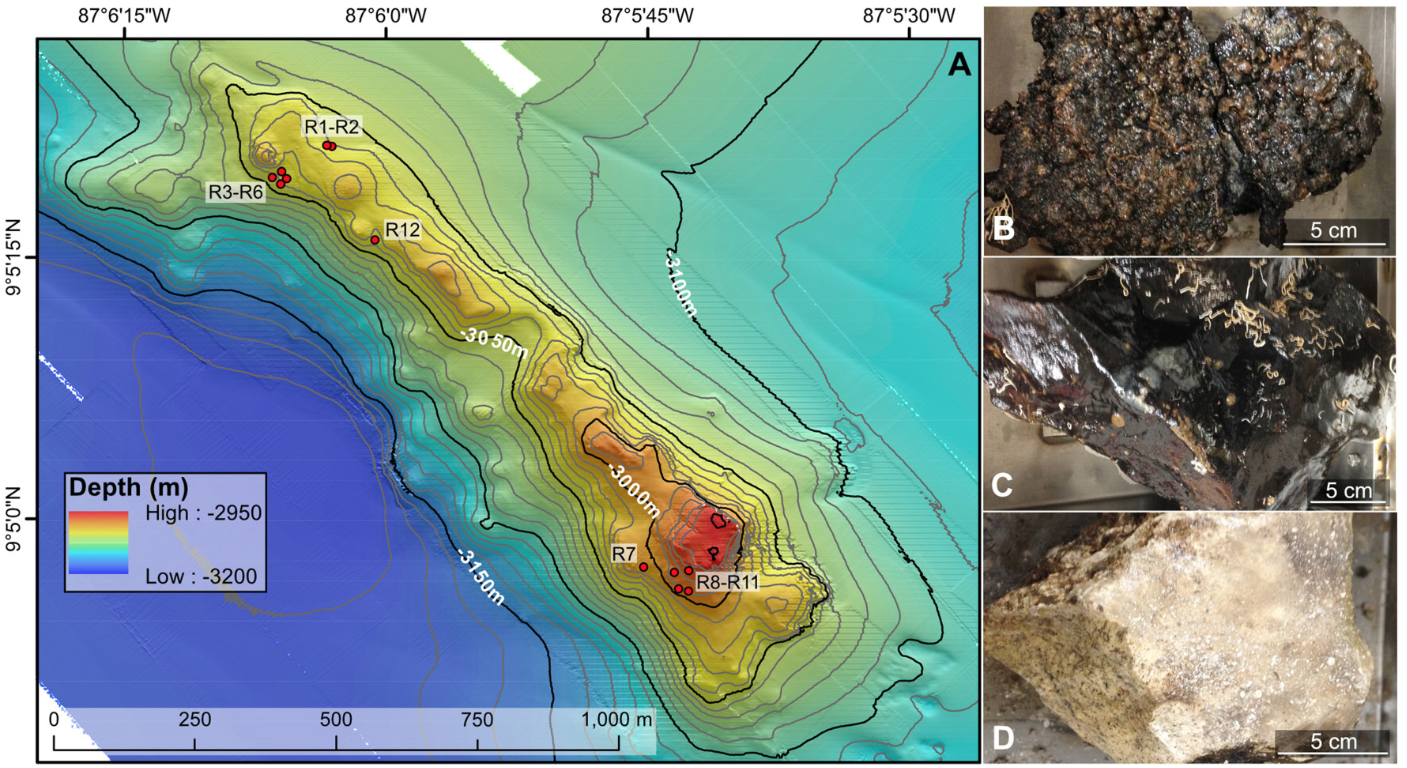 87°6'15"W 87°6'0"W 87°5'45"W 87°5'30"W
A
R1-R2
R3-R6
R12
9°5'15"N
-3100m
-3050m
-3000m
9°5'0"N
Depth (m)
High : -2950
Low : -3200
R7
R8-R11
-3150m
0 250 500 750 1,000 m
B
5 cm
C
5 cm
D
5 cm